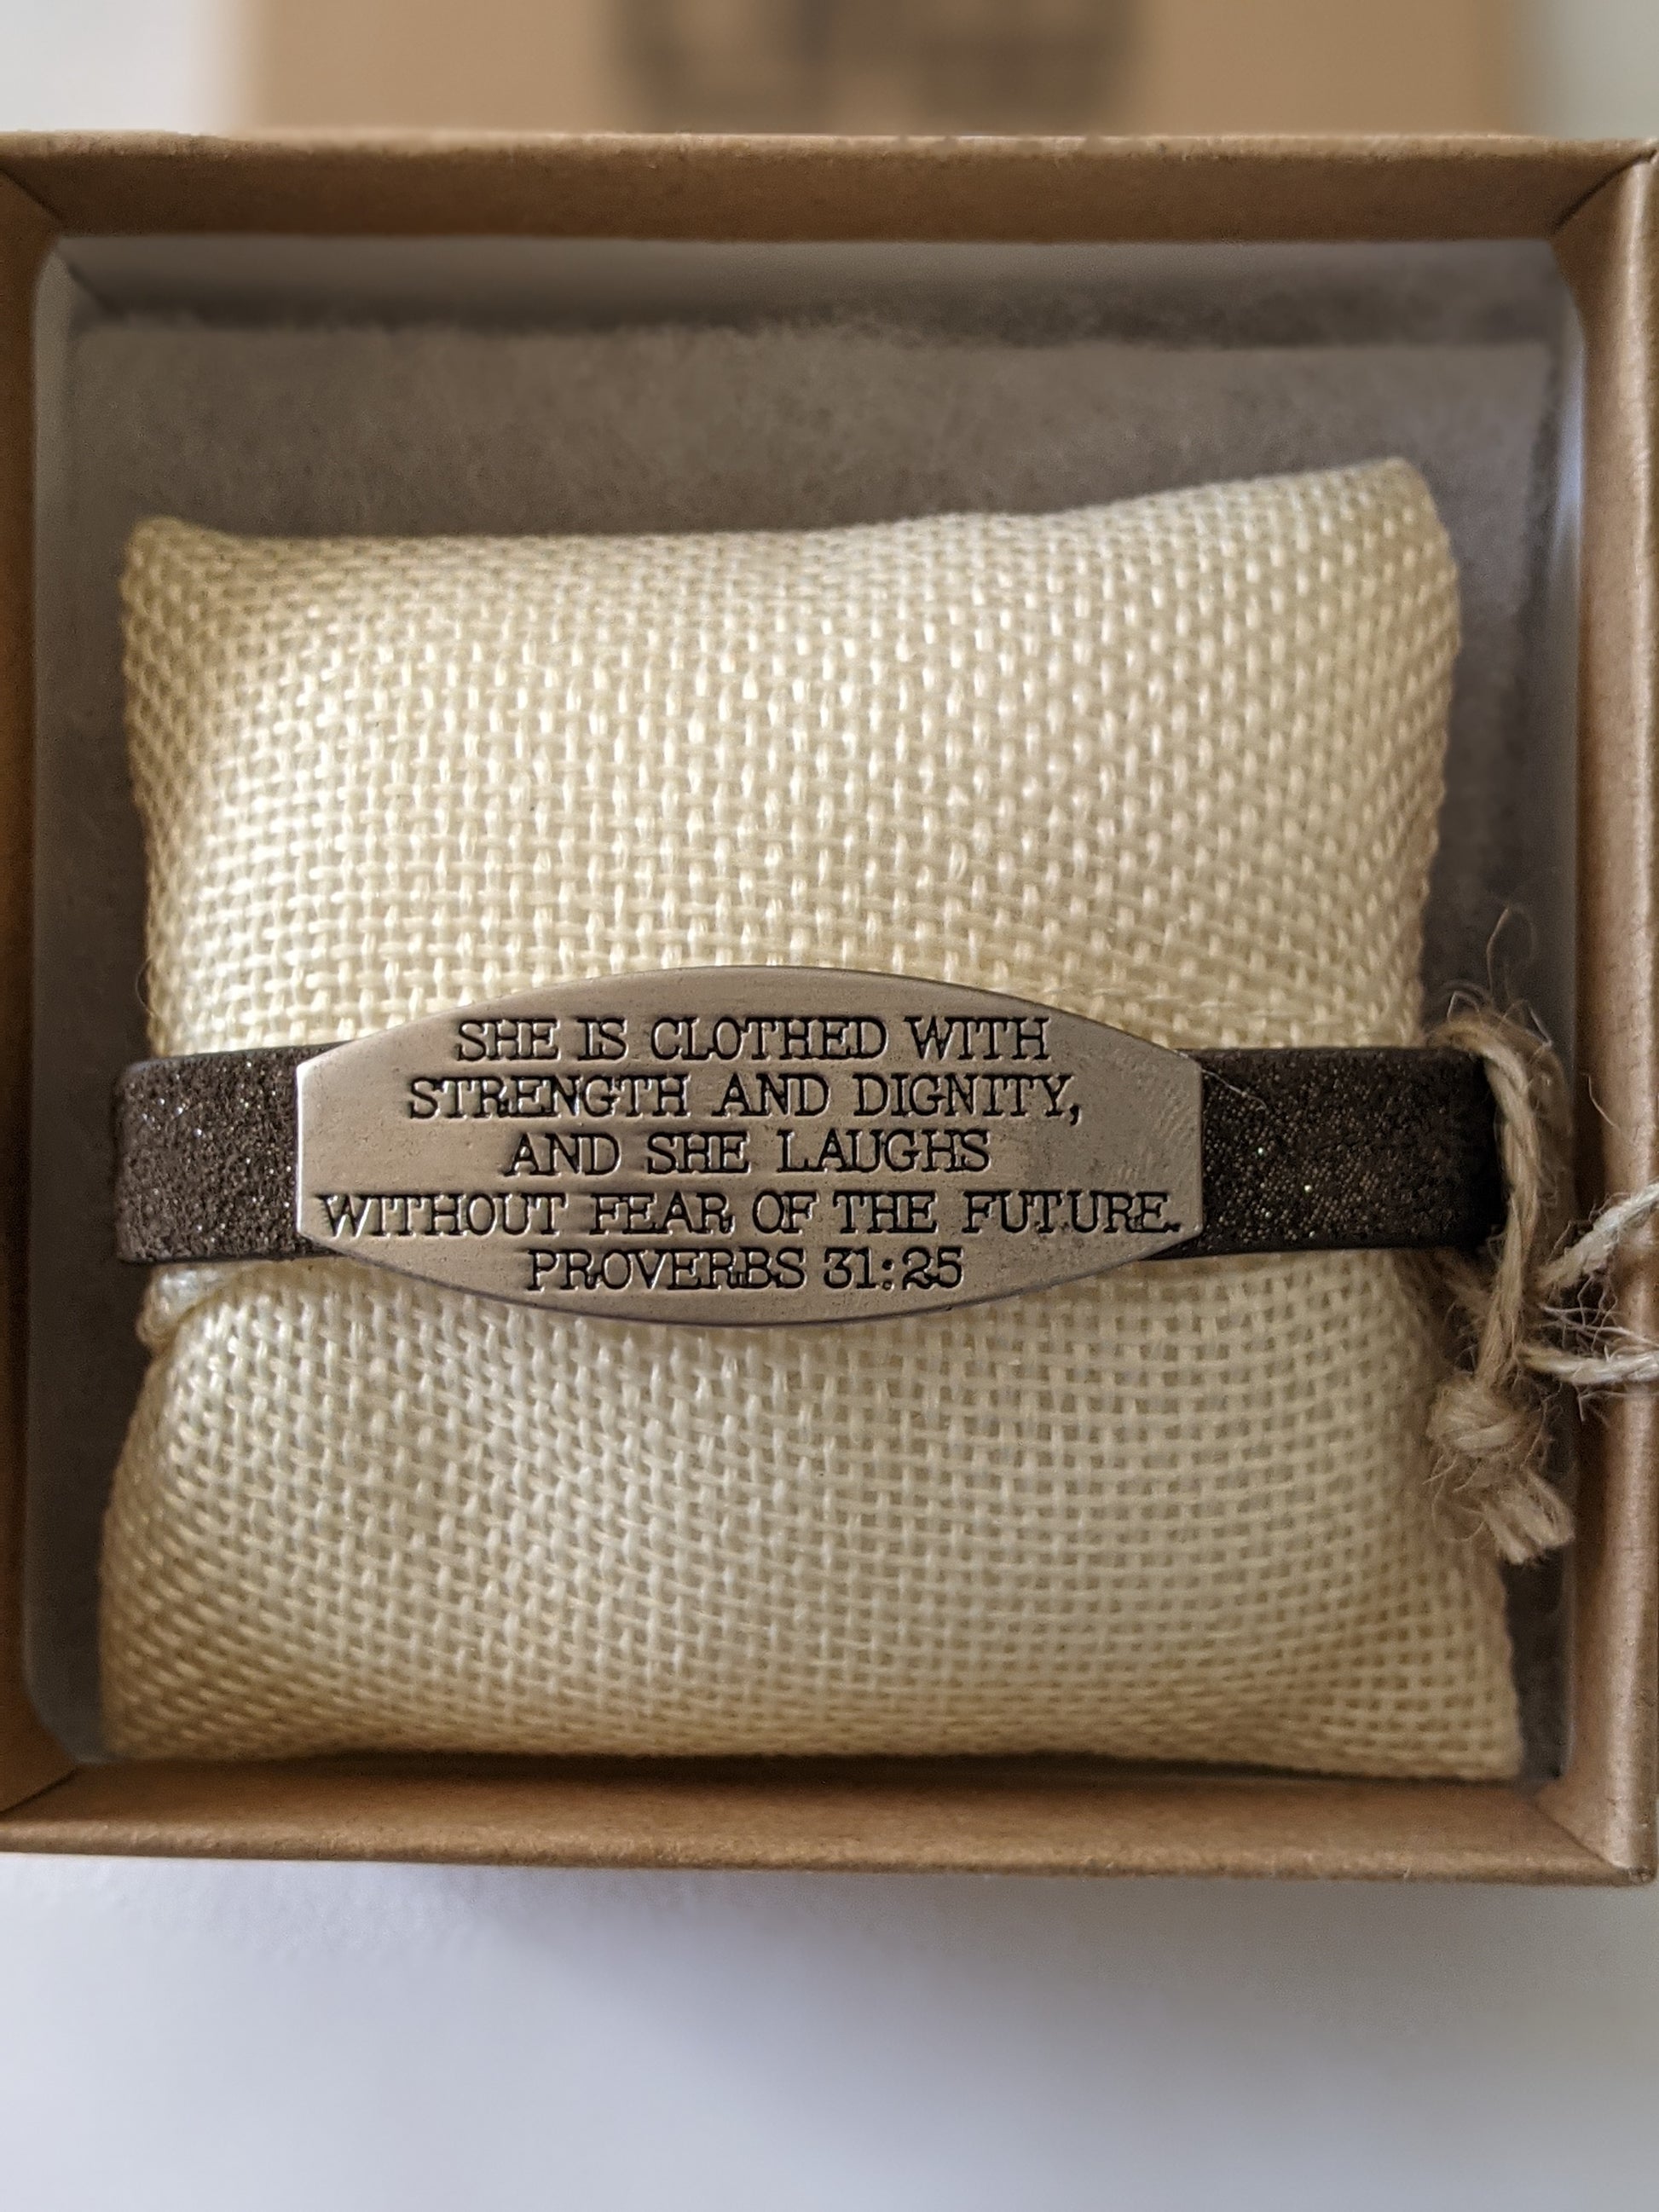 SHE IS CLOTHED WITH
STRENGTH AND DIGNITY,
AND SHE LAUGHS
WITHOUT FEAR OF THE FUTURE.
PROVERBS 31:25